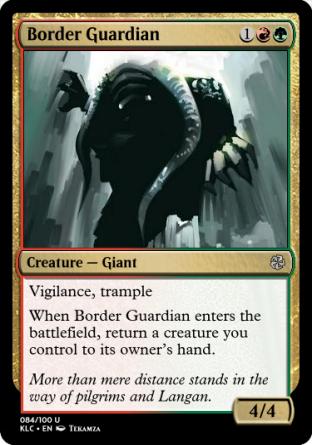 Border Guardian 1
Creature — Giant
Vigilance, trample
When Border Guardian enters the
battlefield, return a creature you
control to its owner's hand.
More than mere distance stands in the
way of pilgrims and Langan.
4/4
084/100 U
KLC • EN Tekamza